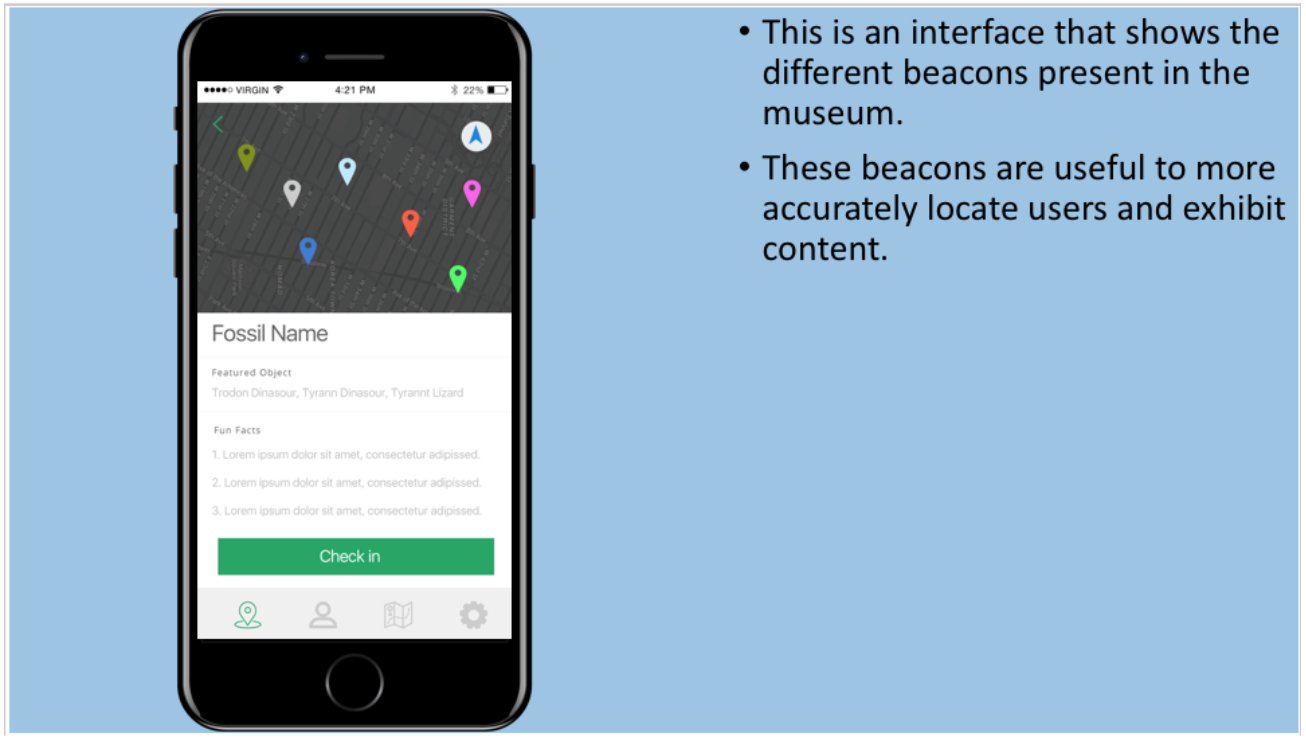 VIRGIN 4:21 PM 22%
GARMENT DISTRICT
NOMAD
Fossil Name
Featured Object
Trodon Dinasour, Tyrann Dinasour, Tyrannt Lizard
Fun Facts
1. Lorem ipsum dolor sit amet, consectetur adipissed.
2. Lorem ipsum dolor sit amet, consectetur adipissed.
3. Lorem ipsum dolor sit amet, consectetur adipissed.
Check in
• This is an interface that shows the
different beacons present in the
museum.
• These beacons are useful to more
accurately locate users and exhibit
content.